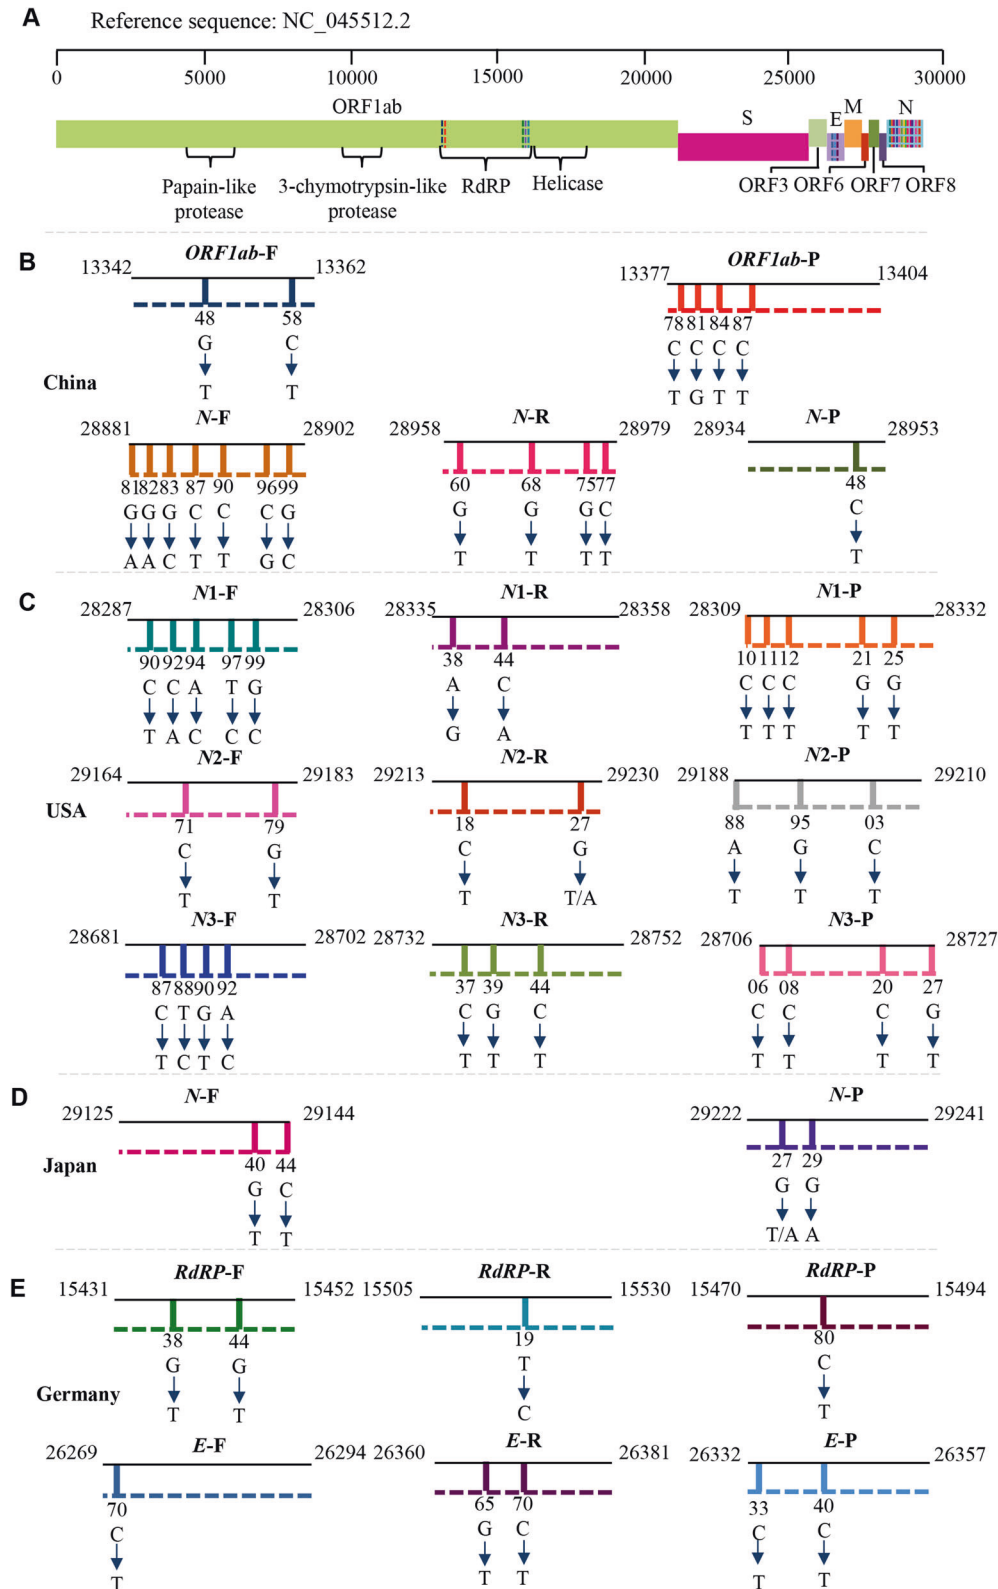 A
Reference sequence: NC_045512.2
0 5000 10000 15000 20000 25000 30000
ORF1ab S E M N
Papain-like protease
3-chymotrypsin-like protease
RdRP
Helicase
ORF3 ORF6 ORF7 ORF8
B
China
13342 ORF1ab-F 13362
48 58
G C
T T
13377 ORF1ab-P 13404
78 81 84 87
C C C C
T G T T
28881 N-F 28902
81 82 83 87 90 96 99
G G G C C C G
A A C T T G C
28958 N-R 28979
60 68 75 77
G G G C
T T T T
28934 N-P 28953
48
C
T
C
USA
28287 N1-F 28306
90 92 94 97 99
C C A T G
T A C C C
28335 N1-R 28358
38 44
A C
G A
28309 N1-P 28332
10 11 12 21 25
C C C G G
T T T T T
29164 N2-F 29183
71 79
C G
T T
29213 N2-R 29230
18 27
C G
T T/A
29188 N2-P 29210
88 95 03
A G C
T T T
28681 N3-F 28702
87 88 90 92
C T G A
T C T C
28732 N3-R 28752
37 39 44
C G C
T T T
28706 N3-P 28727
06 08 20 27
C C C G
T T T T
D
Japan
29125 N-F 29144
40 44
G C
T T
29222 N-P 29241
27 29
G G
T/A A
E
Germany
15431 RdRP-F 15452
38 44
G G
T T
15505 RdRP-R 15530
19
T
C
15470 RdRP-P 15494
80
C
T
26269 E-F 26294
70
C
T
26360 E-R 26381
65 70
G C
T T
26332 E-P 26357
33 40
C C
T T